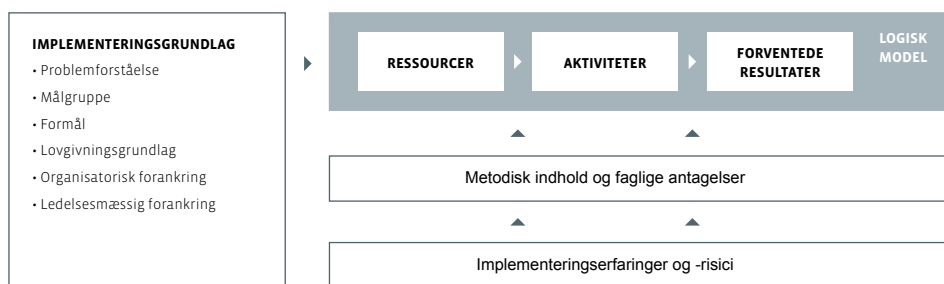 IMPLEMENTERINGSGRUNDLAG
• Problemforståelse
• Målgruppe
• Formål
• Lovgivningsgrundlag
• Organisatorisk forankring
• Ledelsesmæssig forankring
RESSOURCER
AKTIVITETER
FORVENTEDE
RESULTATER
LOGISK
MODEL
Metodisk indhold og faglige antagelser
Implementeringserfaringer og -risici